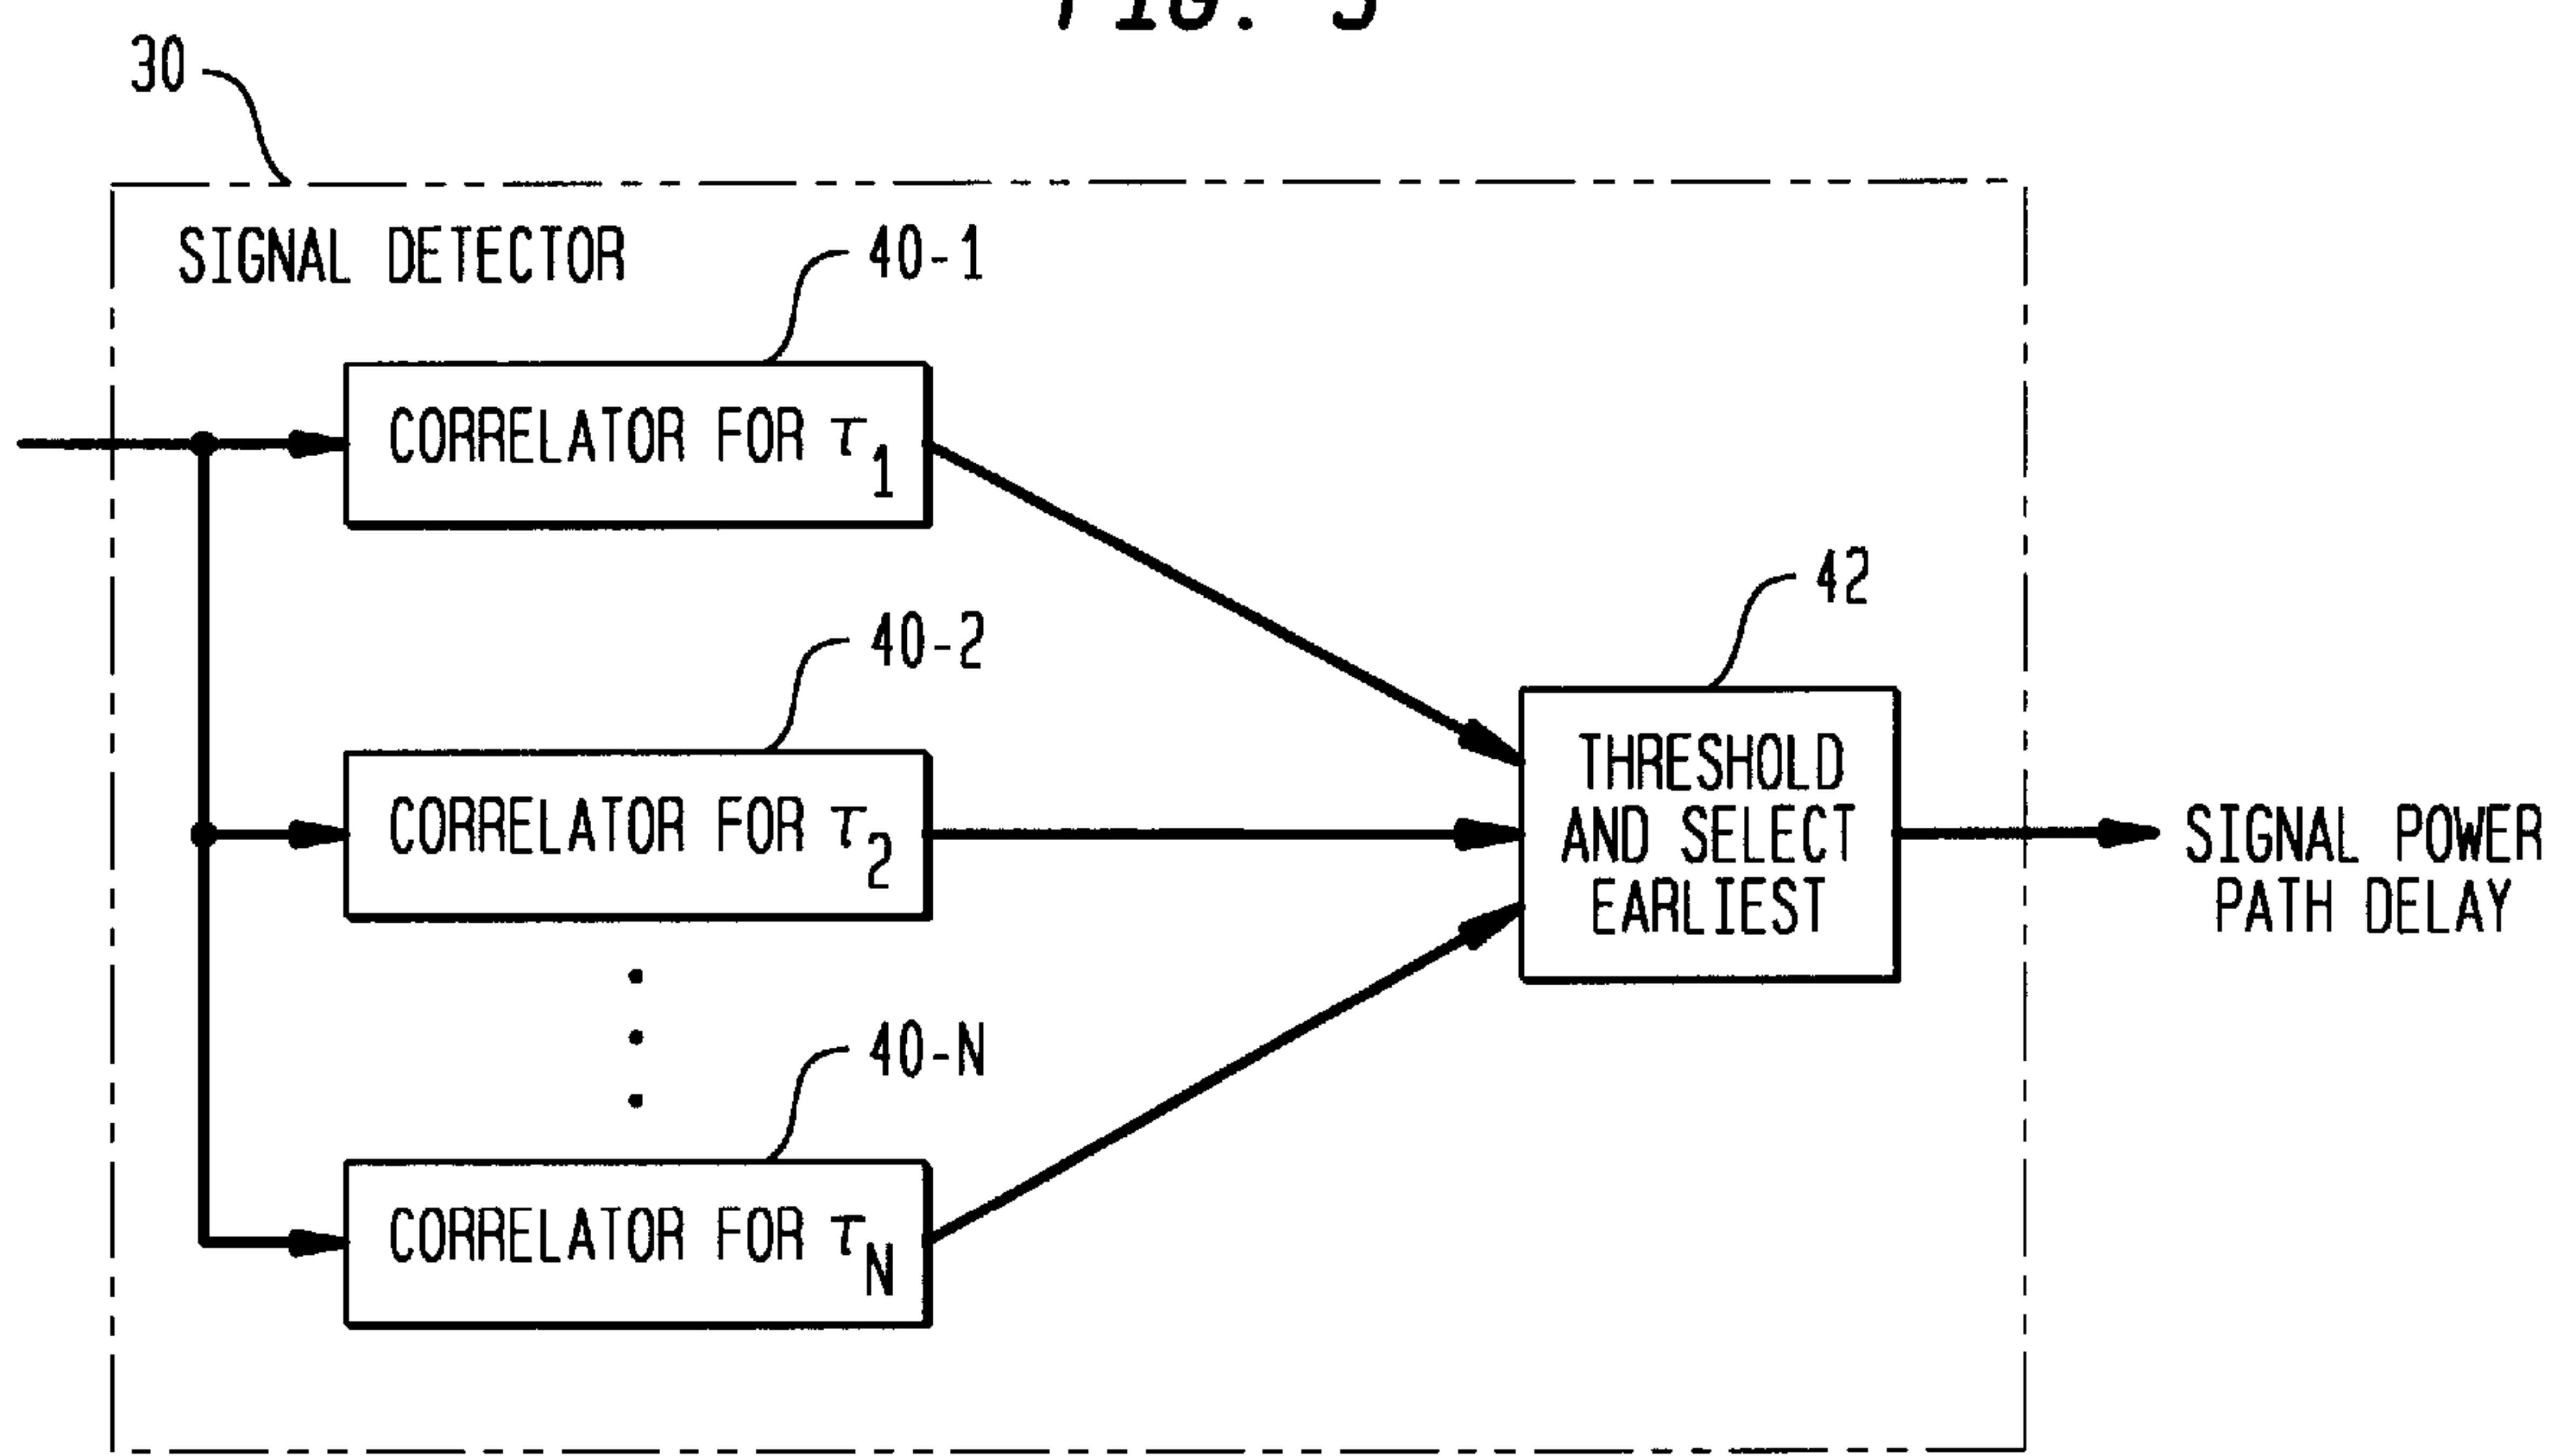 FIG.
30
SIGNAL DETECTOR
40-1
CORRELATOR FOR τ1
42
40-2
THRESHOLD
AND SELECT
EARLIEST
CORRELATOR FOR τ2
SIGNAL POWER
PATH DELAY
40-N
CORRELATOR FOR τN